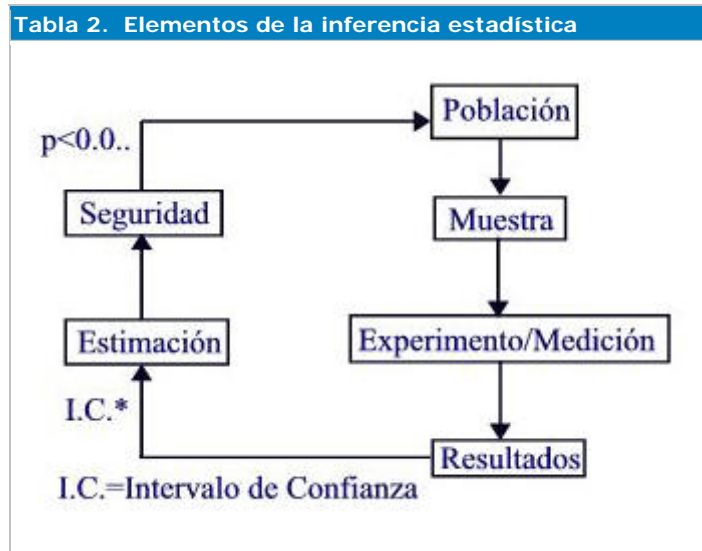 Tabla 2. Elementos de la inferencia estadística
Población
p<0.0..
Seguridad
Muestra
Estimación
Experimento/Medición
I.C.*
Resultados
I.C.=Intervalo de Confianza